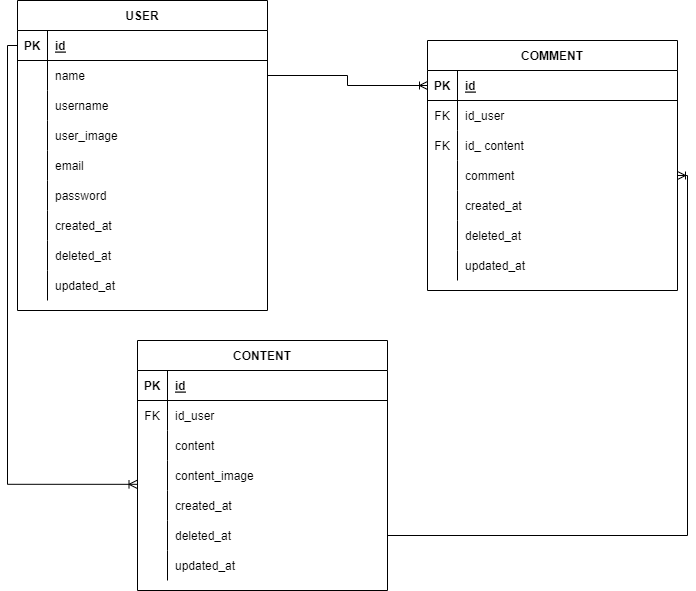 USER
PK id
name
username
user_image
email
password
created_at
deleted_at
updated_at
COMMENT
PK id
FK id_user
FK id_ content
comment
created_at
deleted_at
updated_at
CONTENT
PK id
FK id_user
content
content_image
created_at
deleted_at
updated_at